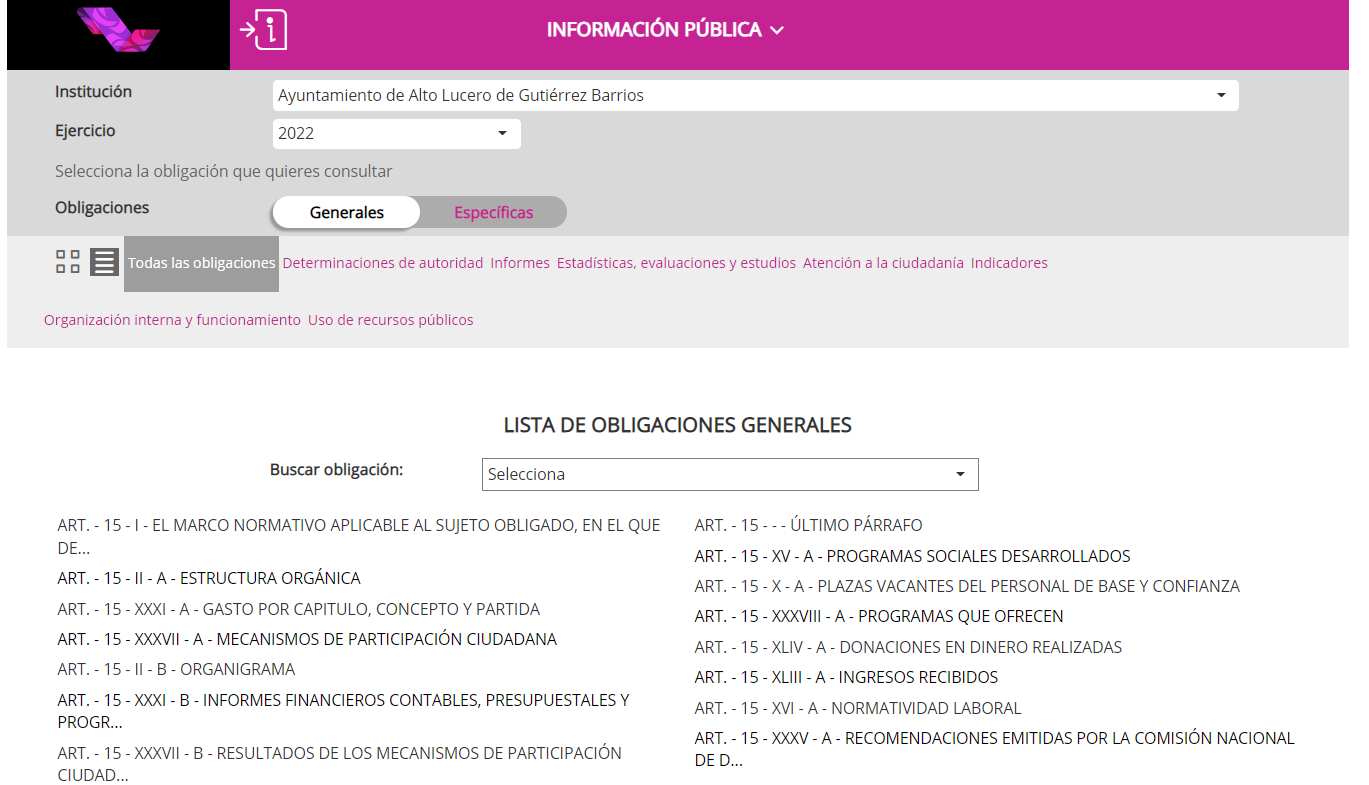 INFORMACIÓN PÚBLICA
Institución
Ayuntamiento de Alto Lucero de Gutiérrez Barrios
Ejercicio
2022
Selecciona la obligación que quieres consultar
Obligaciones
Generales
Específicas
Todas las obligaciones Determinaciones de autoridad Informes Estadísticas, evaluaciones y estudios Atención a la ciudadanía Indicadores
Organización interna y funcionamiento Uso de recursos públicos
LISTA DE OBLIGACIONES GENERALES
Buscar obligación:
Selecciona
ART. - 15 - I - EL MARCO NORMATIVO APLICABLE AL SUJETO OBLIGADO, EN EL QUE
DE...
ART. - 15 - II - A - ESTRUCTURA ORGÁNICA
ART. - 15 - XXXI - A - GASTO POR CAPITULO, CONCEPTO Y PARTIDA
ART. - 15 - XXXVII - A - MECANISMOS DE PARTICIPACIÓN CIUDADANA
ART. - 15 - II - B - ORGANIGRAMA
ART. - 15 - XXXI - B - INFORMES FINANCIEROS CONTABLES, PRESUPUESTALES Y
PROGR...
ART. - 15 - XXXVII - B - RESULTADOS DE LOS MECANISMOS DE PARTICIPACIÓN
CIUDAD...
ART. - 15 - - - ÚLTIMO PÁRRAFO
ART. - 15 - XV - A - PROGRAMAS SOCIALES DESARROLLADOS
ART. - 15 - X - A - PLAZAS VACANTES DEL PERSONAL DE BASE Y CONFIANZA
ART. - 15 - XXXVIII - A - PROGRAMAS QUE OFRECEN
ART. - 15 - XLIV - A - DONACIONES EN DINERO REALIZADAS
ART. - 15 - XLIII - A - INGRESOS RECIBIDOS
ART. - 15 - XVI - A - NORMATIVIDAD LABORAL
ART. - 15 - XXXV - A - RECOMENDACIONES EMITIDAS POR LA COMISIÓN NACIONAL
DE D...